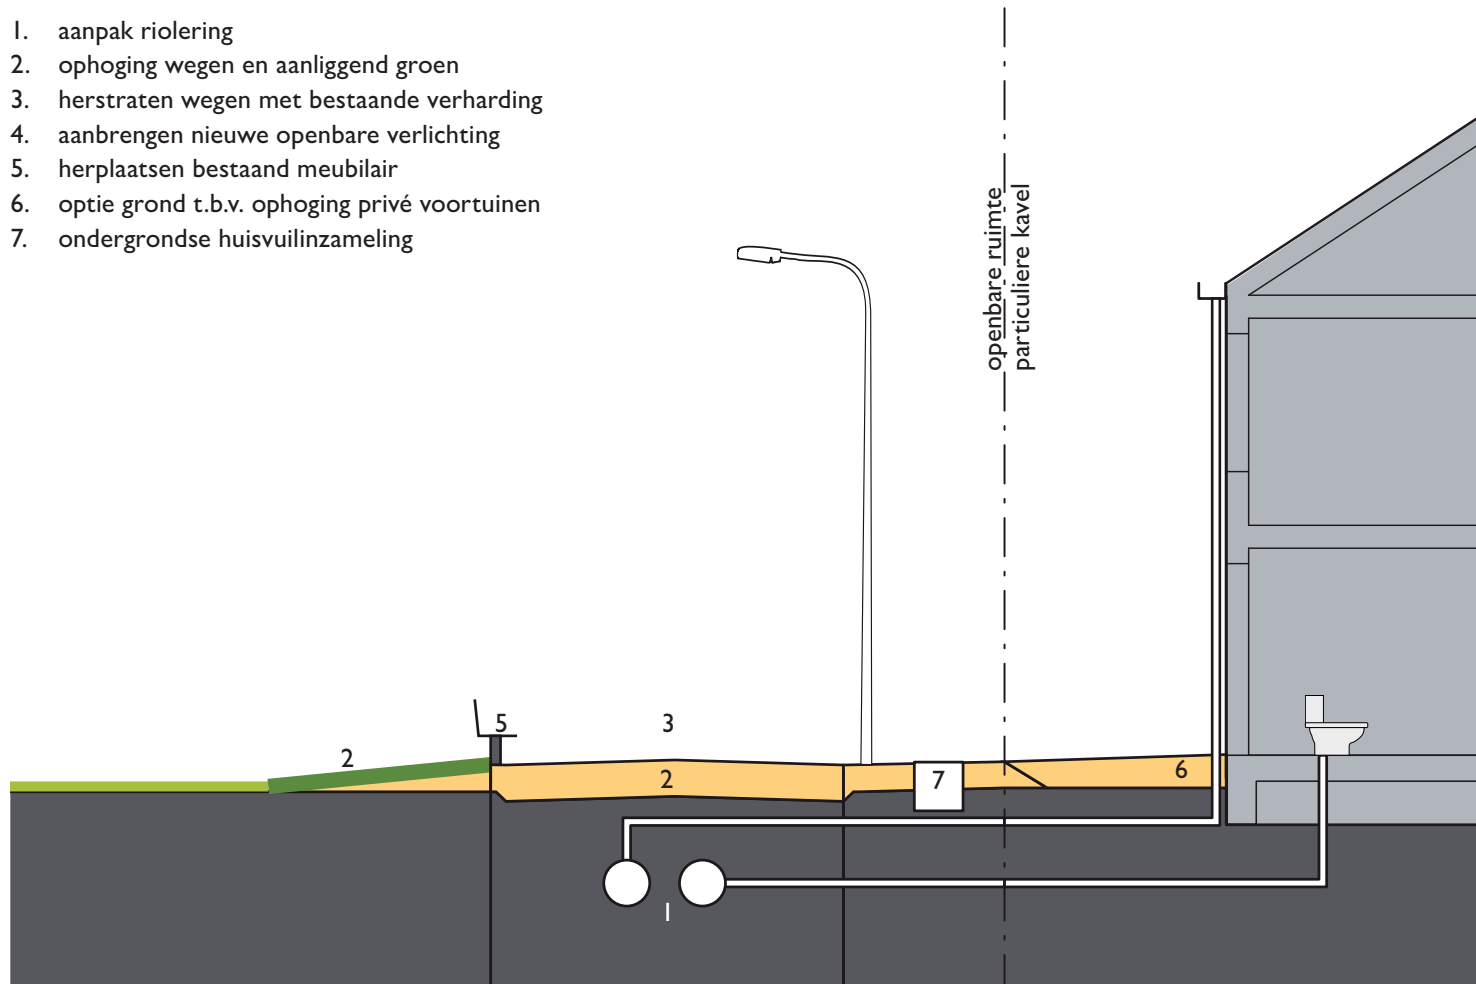 1. aanpak riolering
2. ophoging wegen en aanliggend groen
3. herstraten wegen met bestaande verharding
4. aanbrengen nieuwe openbare verlichting
5. herplaatsen bestaand meubilair
6. optie grond t.b.v. ophoging privé voortuinen
7. ondergrondse huisvuilinzameling
openbare ruimte
particuliere kavel
5
3
2
2
7
6
1